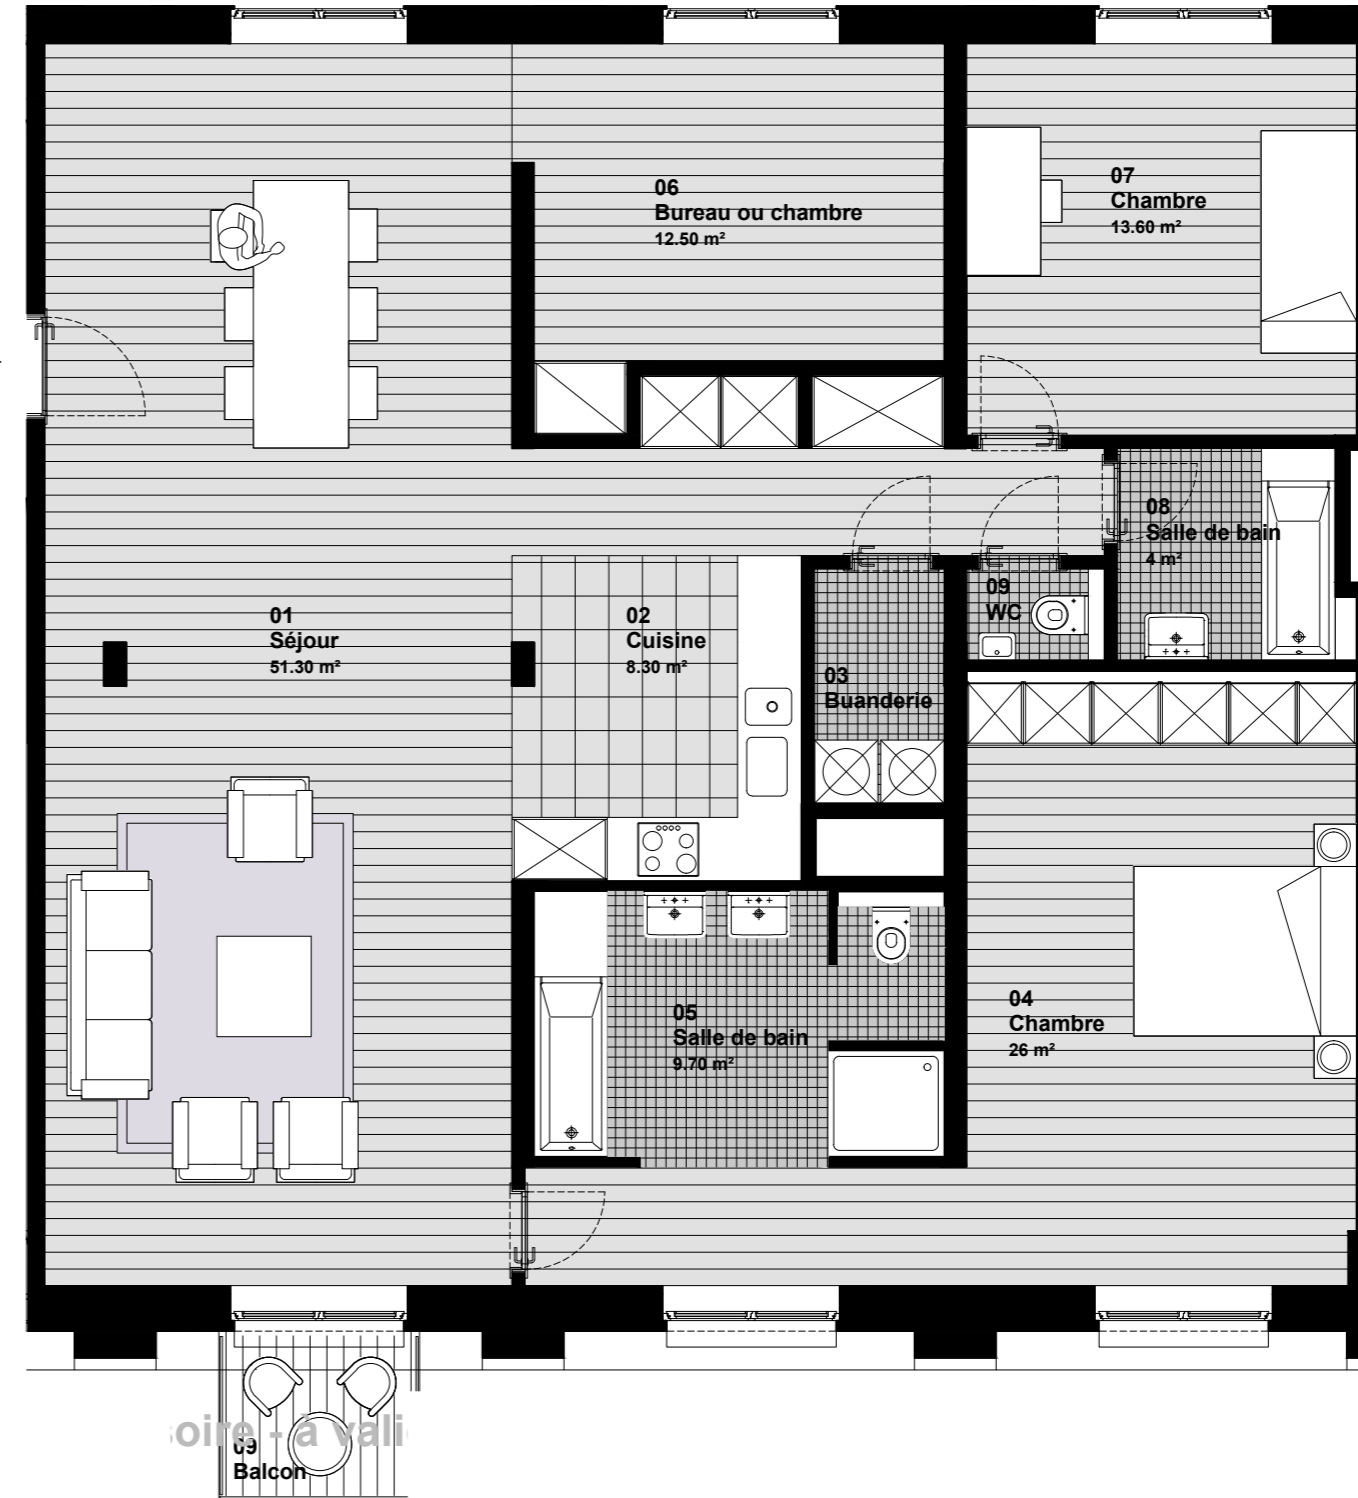 06
Bureau ou chambre
12.50 m²
07
Chambre
13.60 m²
08
Salle de bain
4 m²
09
WC
01
Séjour
51.30 m²
02
Cuisine
8.30 m²
03
Buanderie
04
Chambre
26 m²
05
Salle de bain
9.70 m²
oire - à vali
09
Balcon